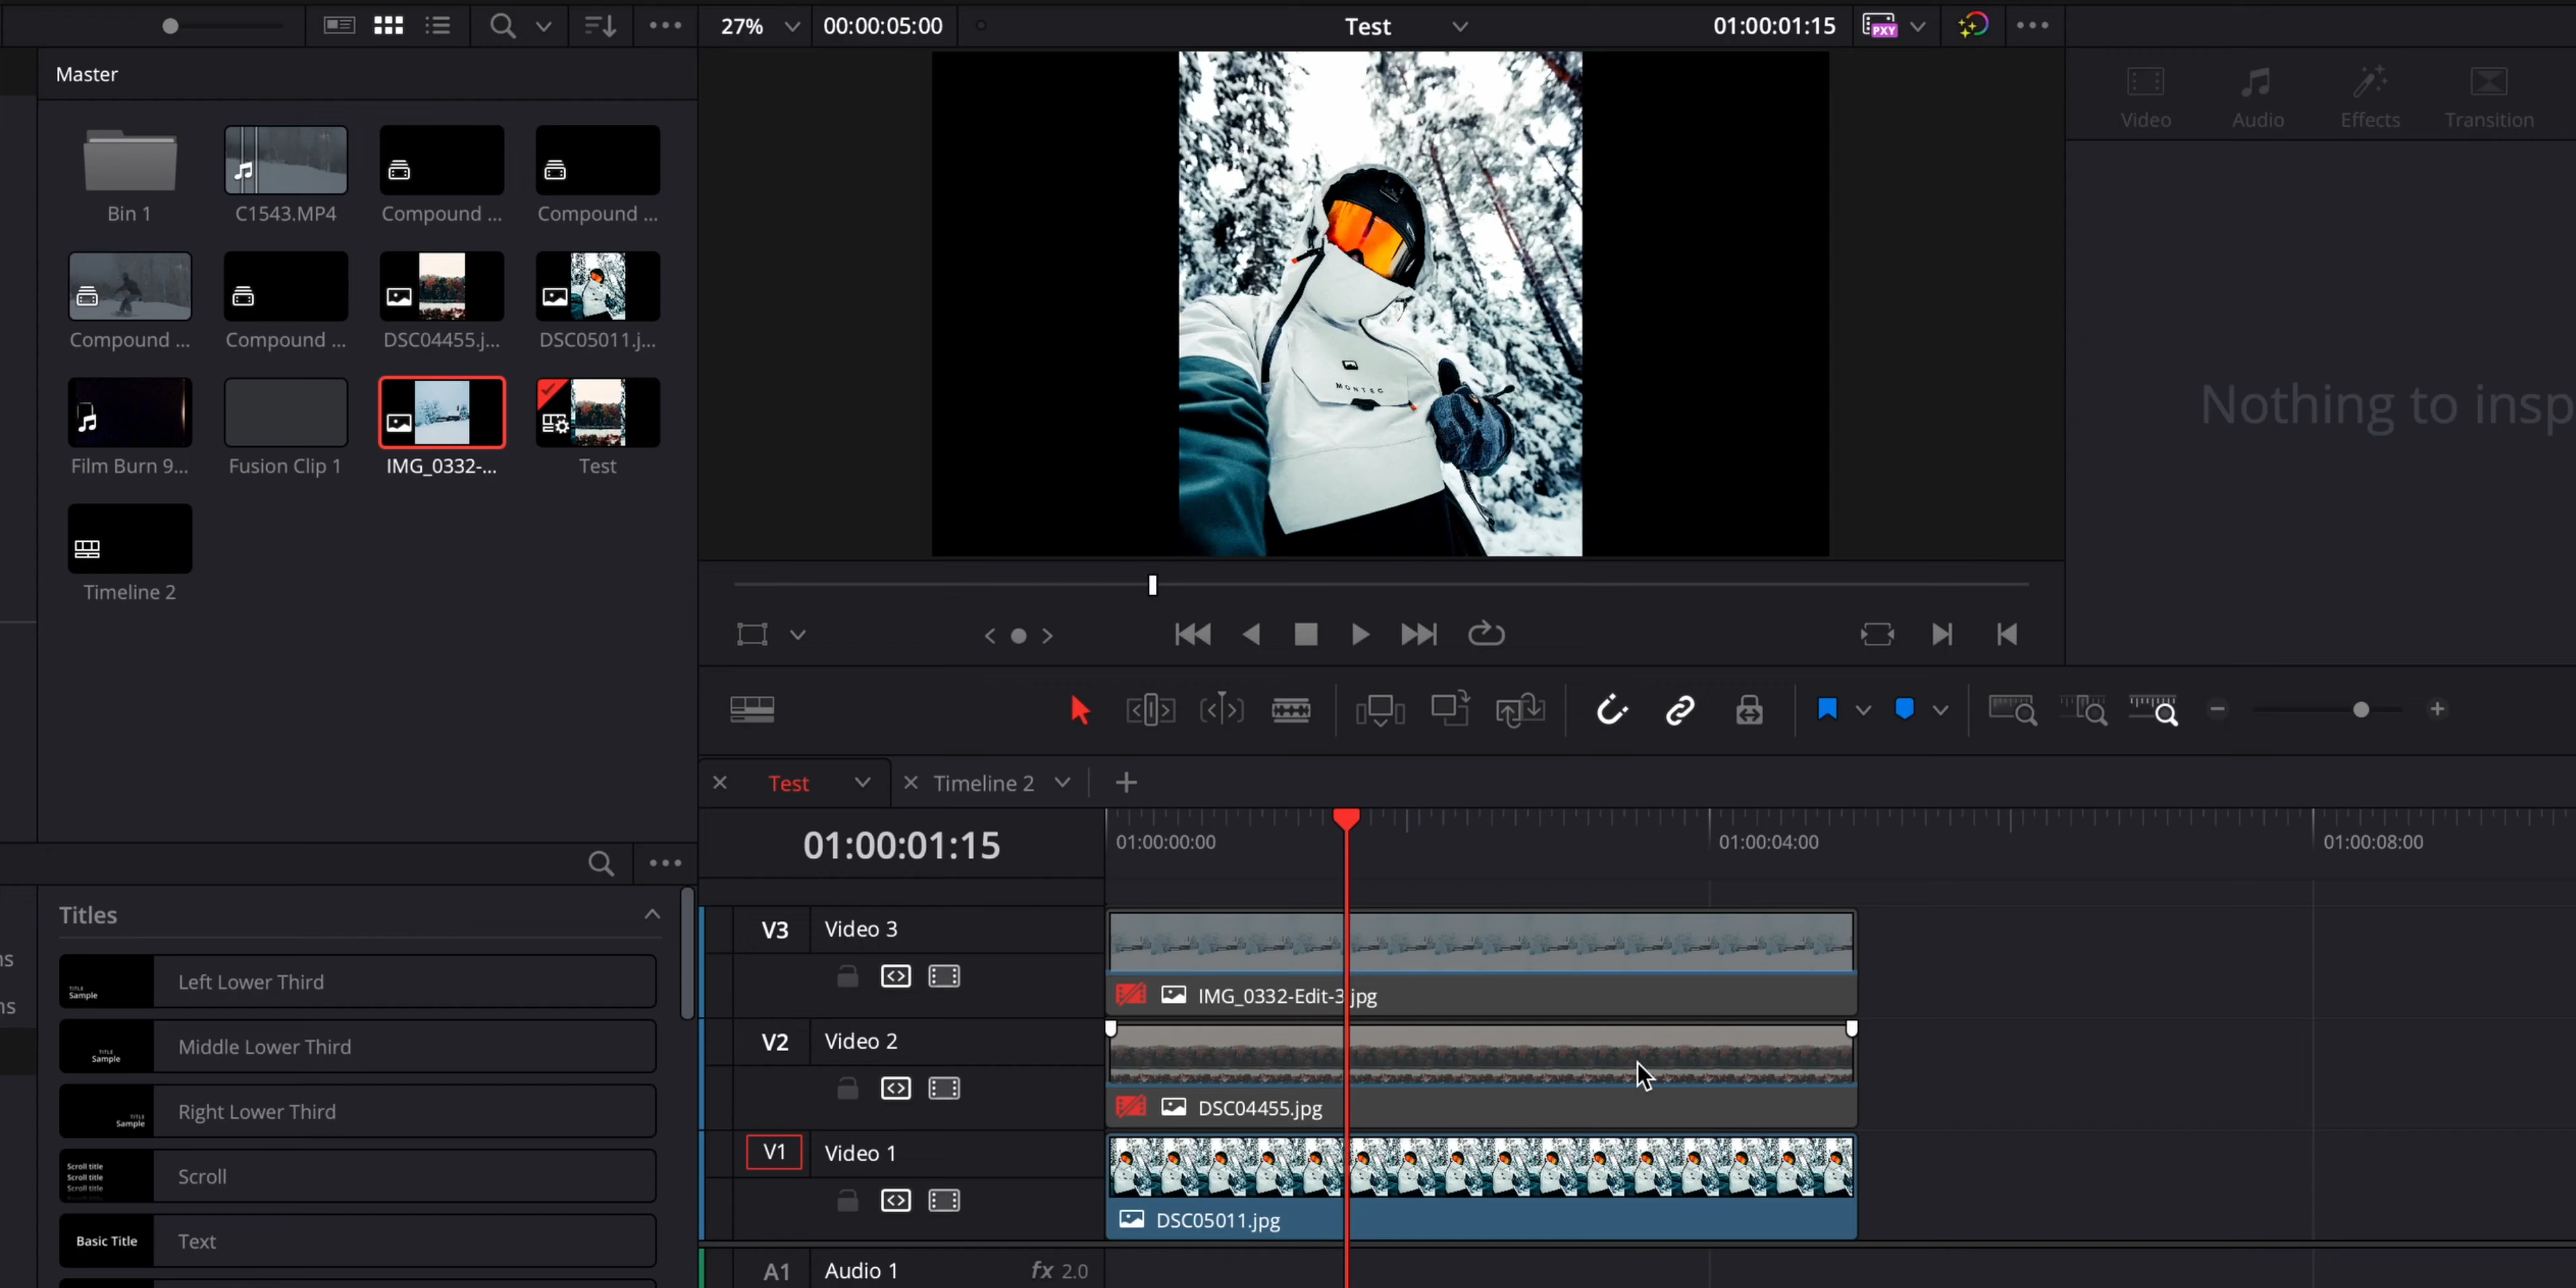 27%
00:00:05:00
Test
01:00:01:15
PXY
Master
Video
Audio
Effects
Transition
Bin 1
C1543.MP4
Compound ...
Compound ...
Compound ...
Compound ...
DSC04455.j...
DSC05011.j...
Film Burn 9...
Fusion Clip 1
IMG_0332-...
Test
Timeline 2
MONTEC
Nothing to insp
Test
Timeline 2
01:00:01:15
01:00:00:00
01:00:04:00
01:00:08:00
Titles
ns
ns
TITLE
Sample
Left Lower Third
TITLE
Sample
Middle Lower Third
TITLE
Sample
Right Lower Third
Scroll title
Scroll title
Scroll title
Scroll
Basic Title
Text
V3
Video 3
IMG_0332-Edit-3.jpg
V2
Video 2
DSC04455.jpg
V1
Video 1
DSC05011.jpg
A1
Audio 1
fx 2.0